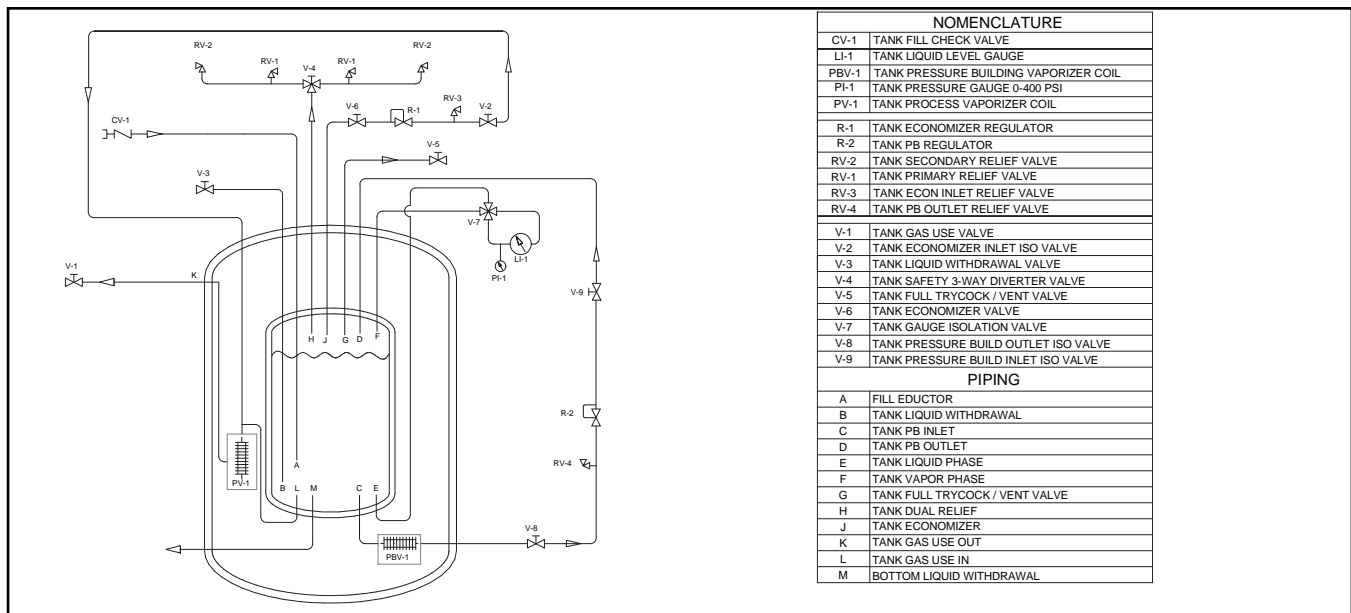 RV-2
RV-1
V-4
RV-1
RV-2
V-6
R-1
RV-3
V-2
CV-1
V-5
V-3
V-7
LI-1
PI-1
V-1
K
V-9
H J G D F
R-2
RV-4
A
PV-1
B L M C E
V-8
PBV-1
NOMENCLATURE
CV-1 TANK FILL CHECK VALVE
LI-1 TANK LIQUID LEVEL GAUGE
PBV-1 TANK PRESSURE BUILDING VAPORIZER COIL
PI-1 TANK PRESSURE GAUGE 0-400 PSI
PV-1 TANK PROCESS VAPORIZER COIL
R-1 TANK ECONOMIZER REGULATOR
R-2 TANK PB REGULATOR
RV-2 TANK SECONDARY RELIEF VALVE
RV-1 TANK PRIMARY RELIEF VALVE
RV-3 TANK ECON INLET RELIEF VALVE
RV-4 TANK PB OUTLET RELIEF VALVE
V-1 TANK GAS USE VALVE
V-2 TANK ECONOMIZER INLET ISO VALVE
V-3 TANK LIQUID WITHDRAWAL VALVE
V-4 TANK SAFETY 3-WAY DIVERTER VALVE
V-5 TANK FULL TRYCOCK / VENT VALVE
V-6 TANK ECONOMIZER VALVE
V-7 TANK GAUGE ISOLATION VALVE
V-8 TANK PRESSURE BUILD OUTLET ISO VALVE
V-9 TANK PRESSURE BUILD INLET ISO VALVE
PIPING
A FILL EDUCTOR
B TANK LIQUID WITHDRAWAL
C TANK PB INLET
D TANK PB OUTLET
E TANK LIQUID PHASE
F TANK VAPOR PHASE
G TANK FULL TRYCOCK / VENT VALVE
H TANK DUAL RELIEF
J TANK ECONOMIZER
K TANK GAS USE OUT
L TANK GAS USE IN
M BOTTOM LIQUID WITHDRAWAL